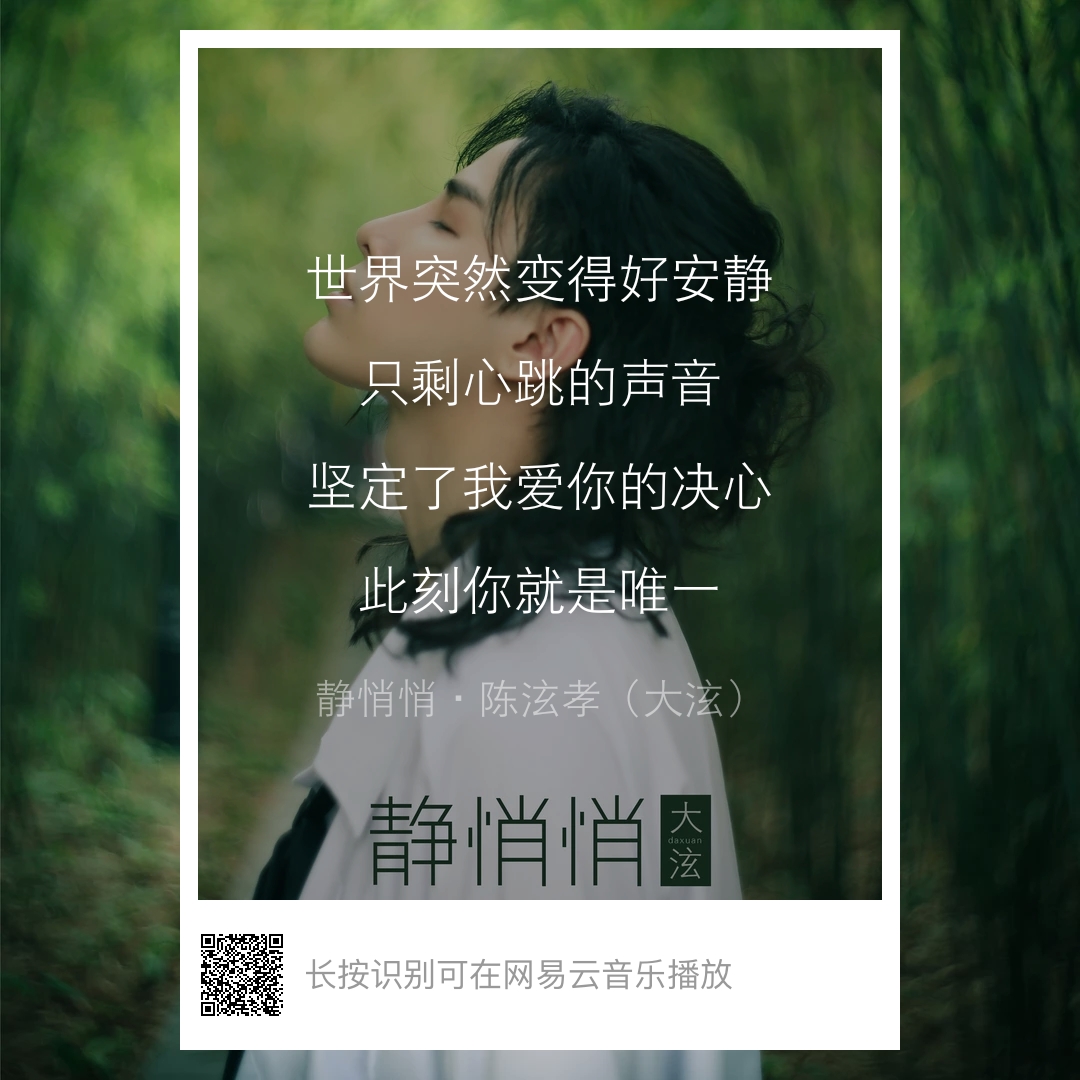 世界突然变得好安静
只剩心跳的声音
坚定了我爱你的决心
此刻你就是唯一
静悄悄·陈泫孝（大泫）
静悄悄
大
daxuan
泫
长按识别可在网易云音乐播放